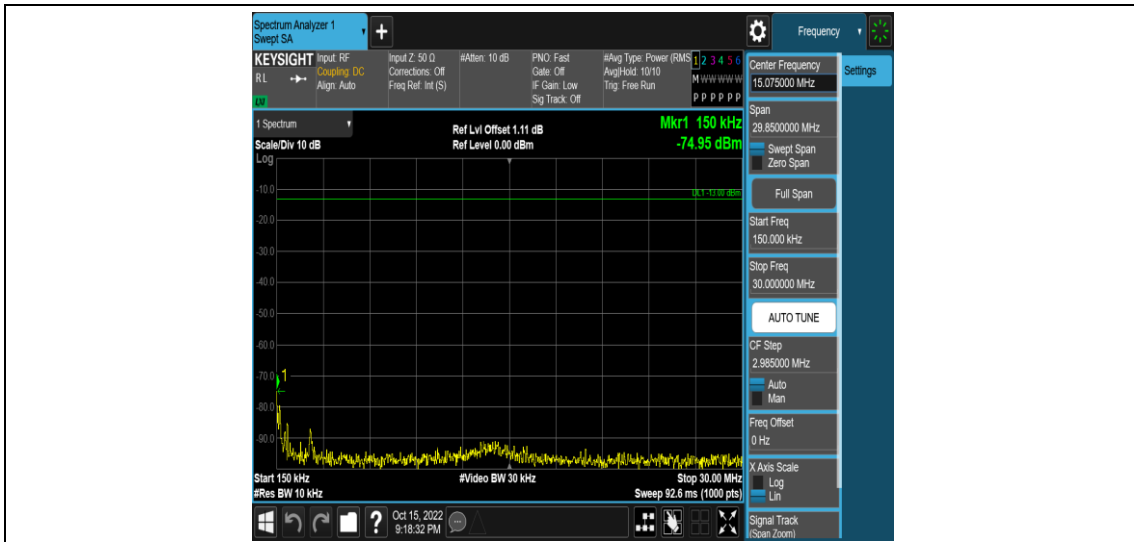 Spectrum Analyzer 1
Swept SA
+
Frequency
KEYSIGHT
RL
LXI
Input: RF
Coupling: DC
Align: Auto
Input Z: 50 Ω
Corrections: Off
Freq Ref: Int (S)
#Atten: 10 dB
PNO: Fast
Gate: Off
IF Gain: Low
Sig Track: Off
#Avg Type: Power (RMS
Avg|Hold: 10/10
Trig: Free Run
1 2 3 4 5 6
M W W W W W
P P P P P P
1 Spectrum
Scale/Div 10 dB
Log
Ref Lvl Offset 1.11 dB
Ref Level 0.00 dBm
Mkr1 150 kHz
-74.95 dBm
DL1 -13.00 dBm
-10.0
-20.0
-30.0
-40.0
-50.0
-60.0
-70.0
1
-80.0
-90.0
Start 150 kHz
#Video BW 30 kHz
Stop 30.00 MHz
#Res BW 10 kHz
Sweep 92.6 ms (1000 pts)
?
Oct 15, 2022
9:18:32 PM
Center Frequency
15.075000 MHz
Settings
Span
29.8500000 MHz
Swept Span
Zero Span
Full Span
Start Freq
150.000 kHz
Stop Freq
30.000000 MHz
AUTO TUNE
CF Step
2.985000 MHz
Auto
Man
Freq Offset
0 Hz
X Axis Scale
Log
Lin
Signal Track
(Span Zoom)